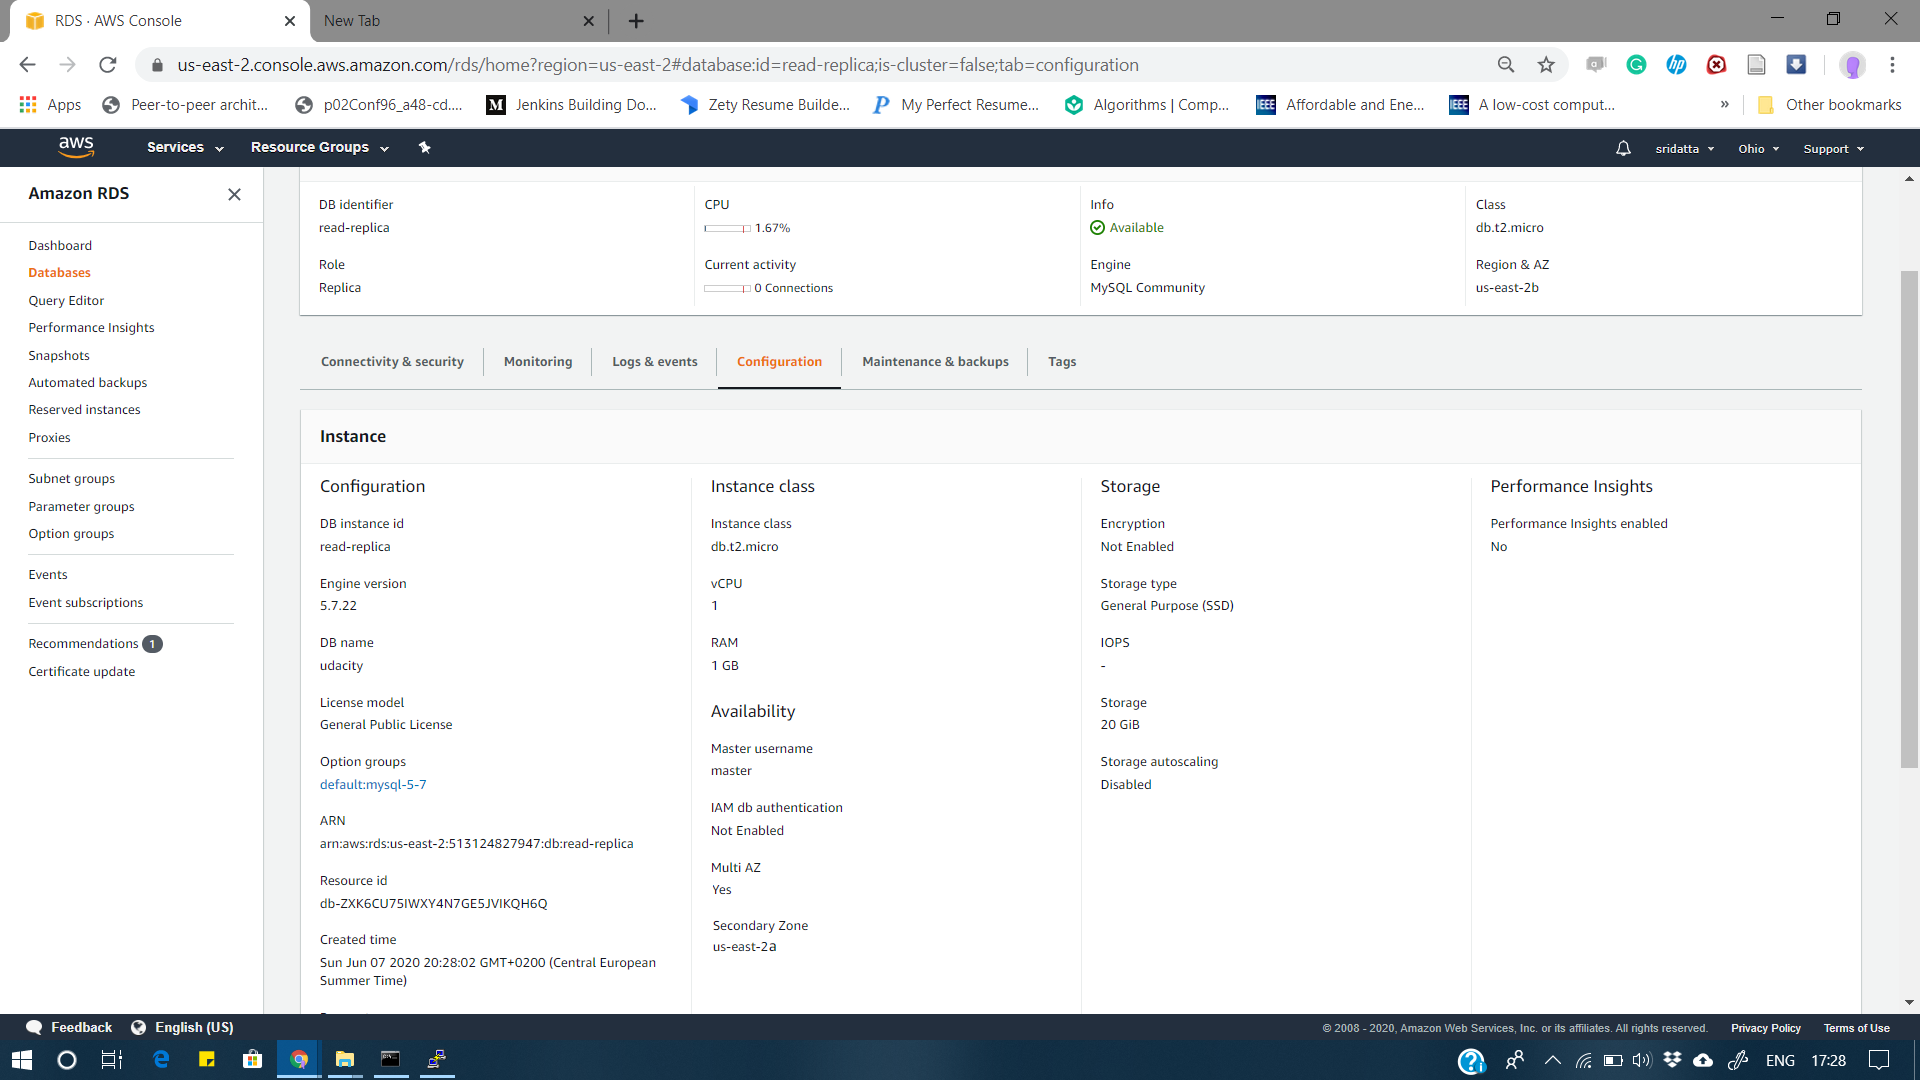 RDS · AWS Console
New Tab
us-east-2.console.aws.amazon.com/rds/home?region=us-east-2#database:id=read-replica;is-cluster=false;tab=configuration
Apps
Peer-to-peer archit...
p02Conf96_a48-cd....
Jenkins Building Do...
Zety Resume Builde...
My Perfect Resume...
Algorithms | Comp...
Affordable and Ene...
A low-cost comput...
»
Other bookmarks
aws
Services
Resource Groups
sridatta
Ohio
Support
Amazon RDS
Dashboard
Databases
Query Editor
Performance Insights
Snapshots
Automated backups
Reserved instances
Proxies
Subnet groups
Parameter groups
Option groups
Events
Event subscriptions
Recommendations 1
Certificate update
DB identifier
read-replica
Role
Replica
CPU
1.67%
Current activity
0 Connections
Info
Available
Engine
MySQL Community
Class
db.t2.micro
Region & AZ
us-east-2b
Connectivity & security
Monitoring
Logs & events
Configuration
Maintenance & backups
Tags
Instance
Configuration
DB instance id
read-replica
Engine version
5.7.22
DB name
udacity
License model
General Public License
Option groups
default:mysql-5-7
ARN
arn:aws:rds:us-east-2:513124827947:db:read-replica
Resource id
db-ZXK6CU75IWXY4N7GE5JVIKQH6Q
Created time
Sun Jun 07 2020 20:28:02 GMT+0200 (Central European
Summer Time)
Instance class
Instance class
db.t2.micro
vCPU
1
RAM
1 GB
Availability
Master username
master
IAM db authentication
Not Enabled
Multi AZ
Yes
Secondary Zone
us-east-2a
Storage
Encryption
Not Enabled
Storage type
General Purpose (SSD)
IOPS
-
Storage
20 GiB
Storage autoscaling
Disabled
Performance Insights
Performance Insights enabled
No
Feedback
English (US)
© 2008 - 2020, Amazon Web Services, Inc. or its affiliates. All rights reserved.
Privacy Policy
Terms of Use
ENG
17:28